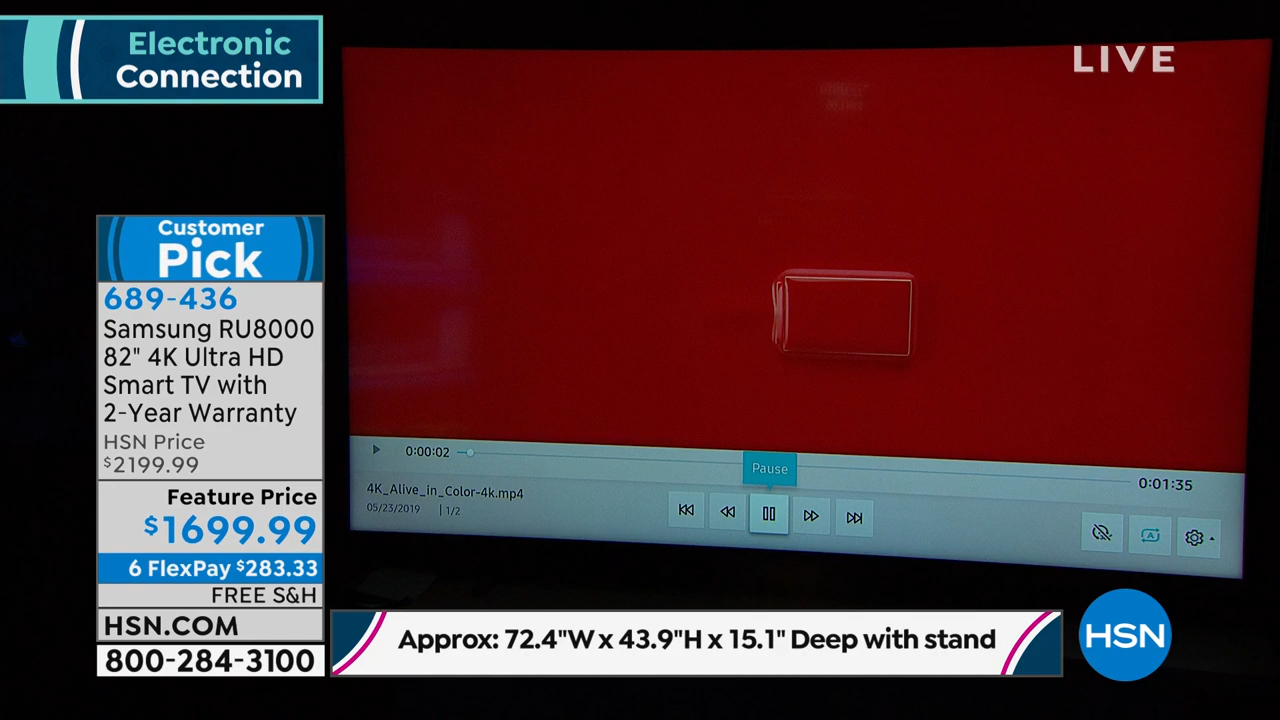 Electronic
Connection
LIVE
Customer
Pick
689-436
Samsung RU8000
82" 4K Ultra HD
Smart TV with
2-Year Warranty
HSN Price
$2199.99
Feature Price
$1699.99
6 FlexPay $283.33
FREE S&H
HSN.COM
800-284-3100
0:00:02
Pause
0:01:35
4K_Alive_in_Color-4k.mp4
05/23/2019 | 1/2
Approx: 72.4"W x 43.9"H x 15.1" Deep with stand
HSN